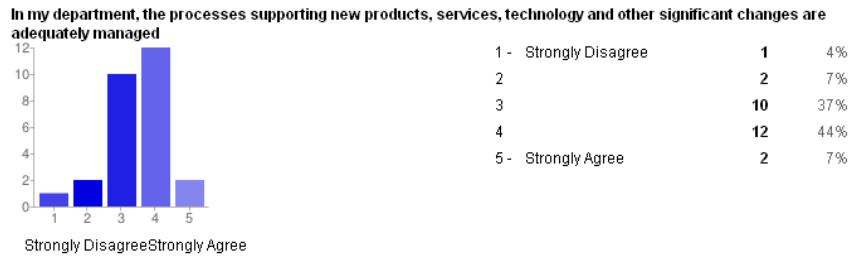 In my department, the processes supporting new products, services, technology and other significant changes are
adequately managed
12
10
8
6
4
2
0
1 2 3 4 5
Strongly DisagreeStrongly Agree
1 - Strongly Disagree 1 4%
2 2 7%
3 10 37%
4 12 44%
5 - Strongly Agree 2 7%